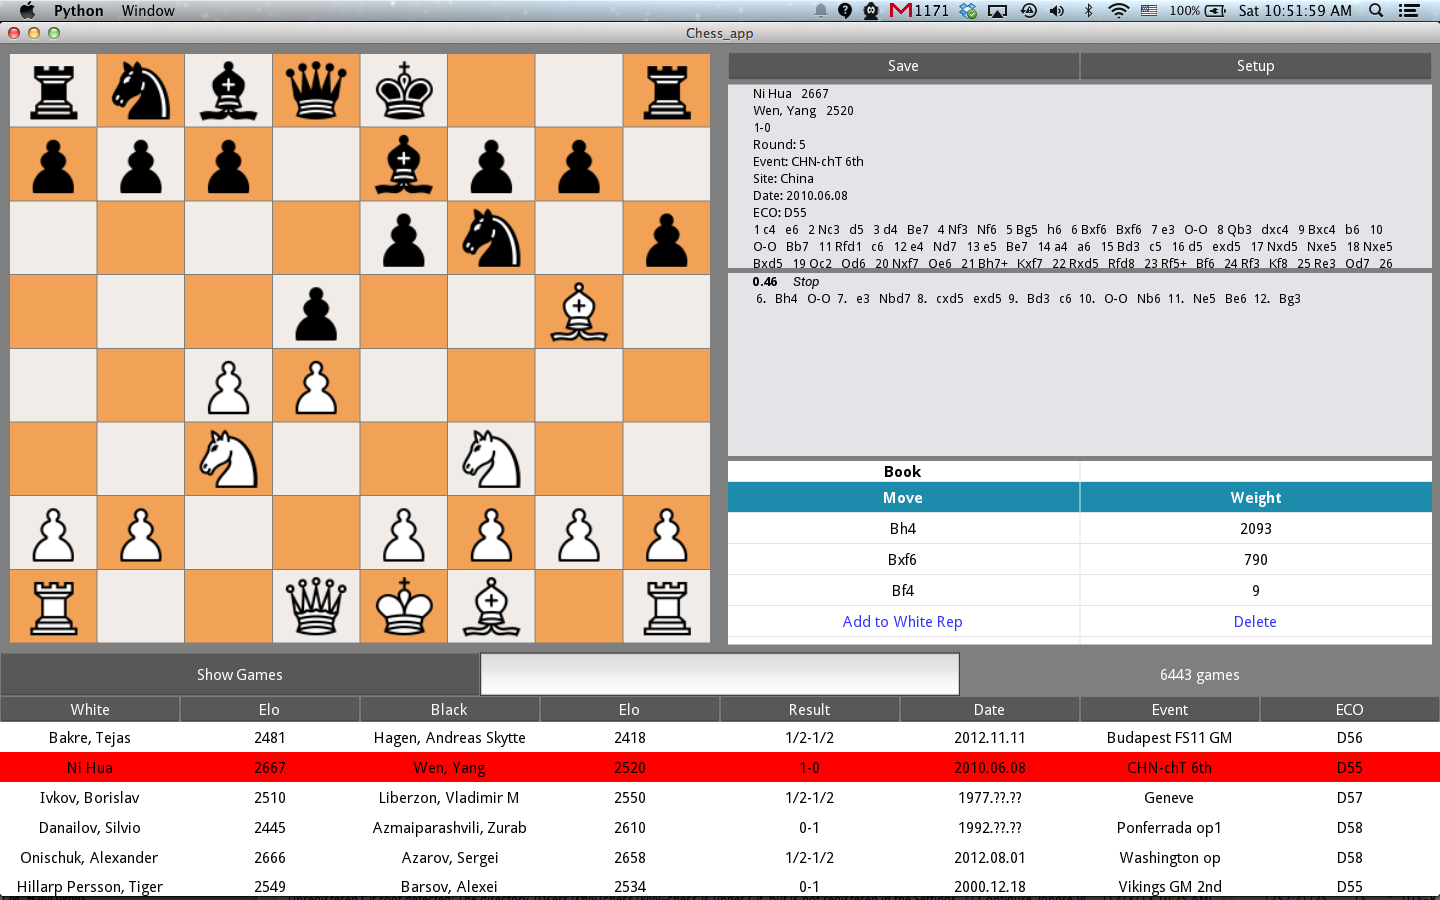 Python Window 1171 100% Sat 10:51:59 AM
Chess_app
Save Setup
Ni Hua 2667
Wen, Yang 2520
1-0
Round: 5
Event: CHN-chT 6th
Site: China
Date: 2010.06.08
ECO: D55
1 c4 e6 2 Nc3 d5 3 d4 Be7 4 Nf3 Nf6 5 Bg5 h6 6 Bxf6 Bxf6 7 e3 O-O 8 Qb3 dxc4 9 Bxc4 b6 10
O-O Bb7 11 Rfd1 c6 12 e4 Nd7 13 e5 Be7 14 a4 a6 15 Bd3 c5 16 d5 exd5 17 Nxd5 Nxe5 18 Nxe5
Bxd5 19 Qc2 Qd6 20 Nxf7 Qe6 21 Bh7+ Kxf7 22 Rxd5 Rfd8 23 Rf5+ Bf6 24 Rf3 Kf8 25 Re3 Qd7 26
0.46 Stop
6. Bh4 O-O 7. e3 Nbd7 8. cxd5 exd5 9. Bd3 c6 10. O-O Nb6 11. Ne5 Be6 12. Bg3
Book
Move Weight
Bh4 2093
Bxf6 790
Bf4 9
Add to White Rep Delete
Show Games 6443 games
White Elo Black Elo Result Date Event ECO
Bakre, Tejas 2481 Hagen, Andreas Skytte 2418 1/2-1/2 2012.11.11 Budapest FS11 GM D56
Ni Hua 2667 Wen, Yang 2520 1-0 2010.06.08 CHN-chT 6th D55
Ivkov, Borislav 2510 Liberzon, Vladimir M 2550 1/2-1/2 1977.??.?? Geneve D57
Danailov, Silvio 2445 Azmaiparashvili, Zurab 2610 0-1 1992.??.?? Ponferrada op1 D58
Onischuk, Alexander 2666 Azarov, Sergei 2658 1/2-1/2 2012.08.01 Washington op D58
Hillarp Persson, Tiger 2549 Barsov, Alexei 2534 0-1 2000.12.18 Vikings GM 2nd D55